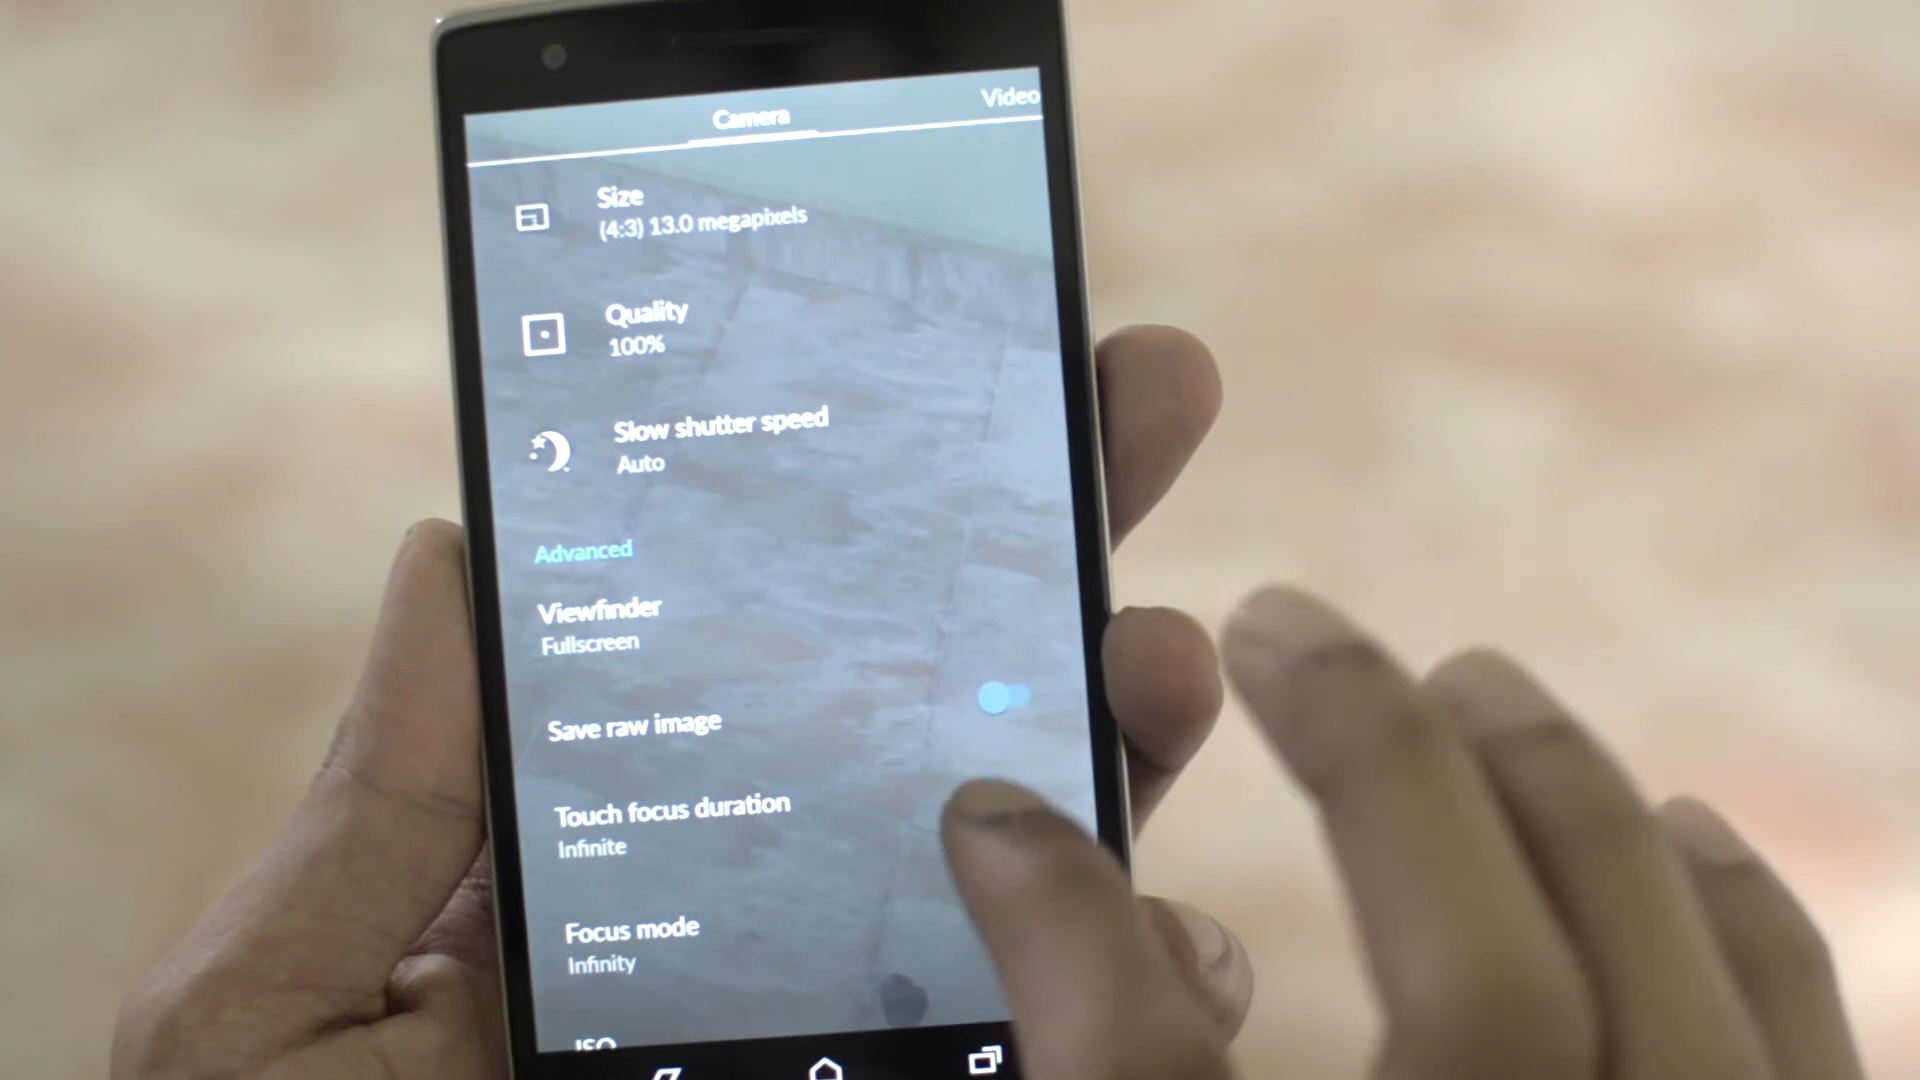 Camera
Video
Size
(4:3) 13.0 megapixels
Quality
100%
Slow shutter speed
Auto
Advanced
Viewfinder
Fullscreen
Save raw image
Touch focus duration
Infinite
Focus mode
Infinity
ISO